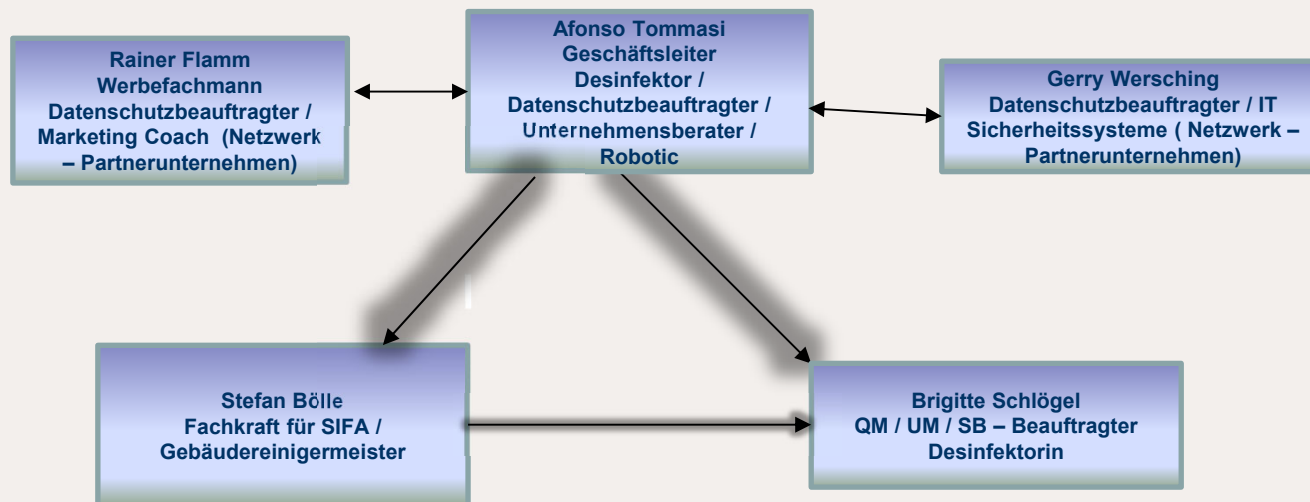 Rainer Flamm
Werbefachmann
Datenschutzbeauftragter /
Marketing Coach (Netzwerk
– Partnerunternehmen)
Afonso Tommasi
Geschäftsleiter
Desinfektor /
Datenschutzbeauftragter /
Unternehmensberater /
Robotic
Gerry Wersching
Datenschutzbeauftragter / IT
Sicherheitssysteme ( Netzwerk –
Partnerunternehmen)
Stefan Bölle
Fachkraft für SIFA /
Gebäudereinigermeister
Brigitte Schlögel
QM / UM / SB – Beauftragter
Desinfektorin